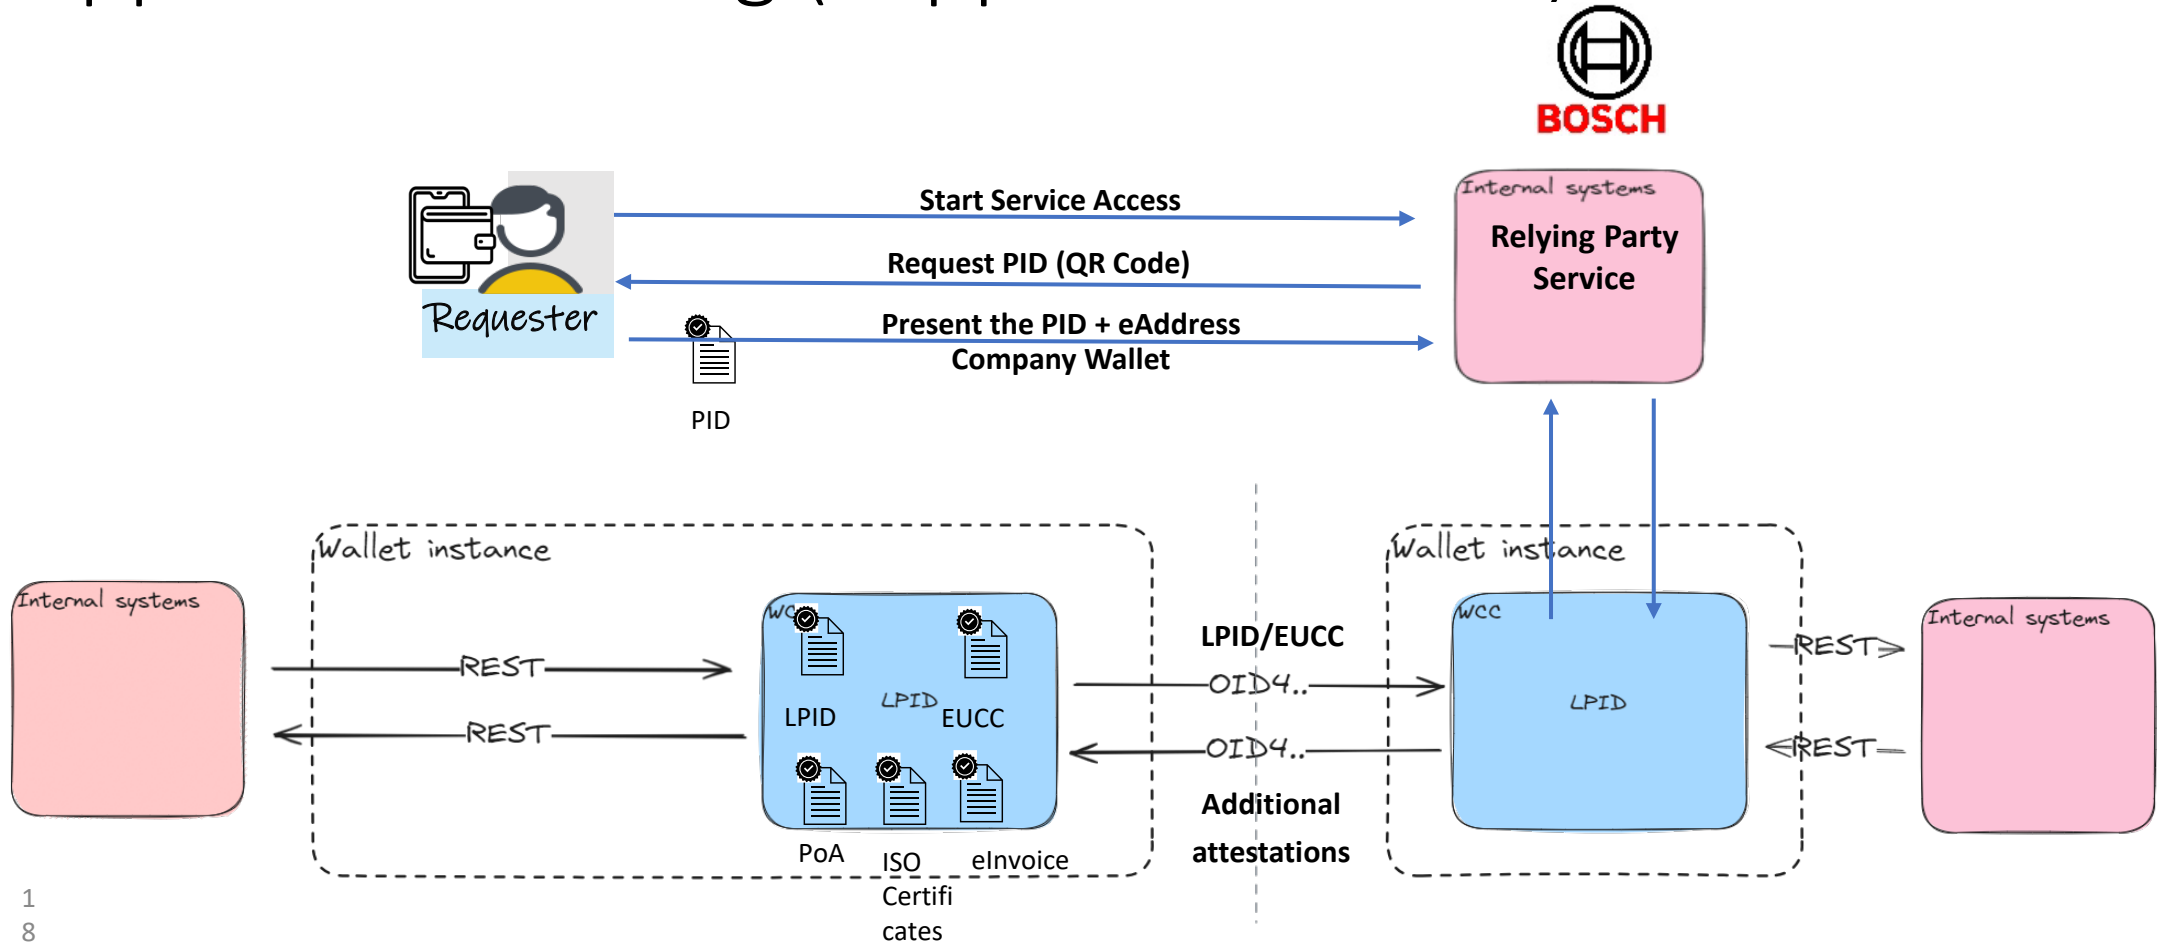 BOSCH
Internal systems
Relying Party
Service
Start Service Access
Request PID (QR Code)
Requester
Present the PID + eAddress
Company Wallet
PID
Wallet instance
Wallet instance
Internal systems
LPID/EUCC
WCC
Internal systems
REST
REST
OID4..
LPID
LPID
EUCC
LPID
REST
OID4..
REST
Additional
attestations
PoA
ISO
Certifi
cates
eInvoice
1
8